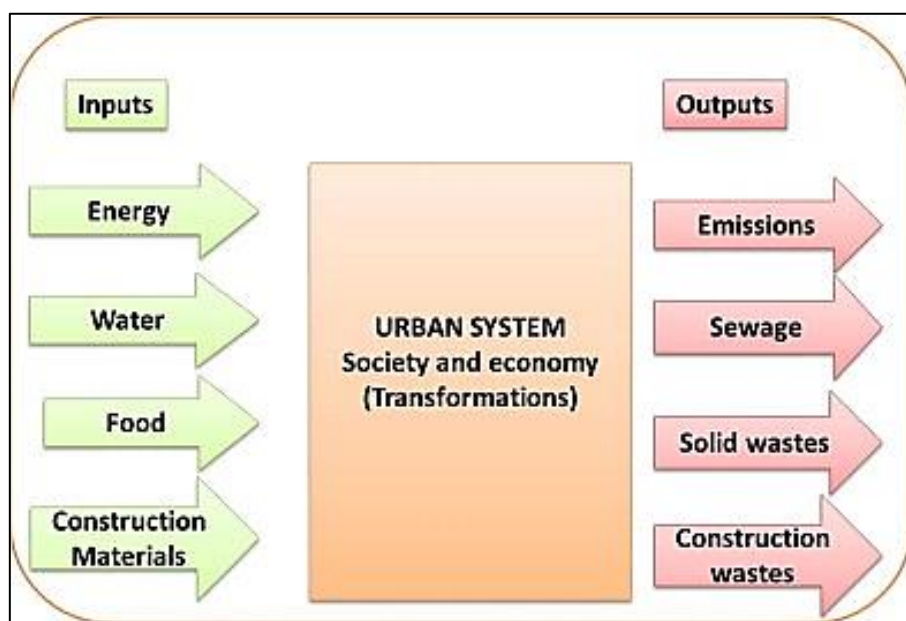 Inputs
Outputs
Energy
Water
Food
Construction
Materials
URBAN SYSTEM
Society and economy
(Transformations)
Emissions
Sewage
Solid wastes
Construction
wastes